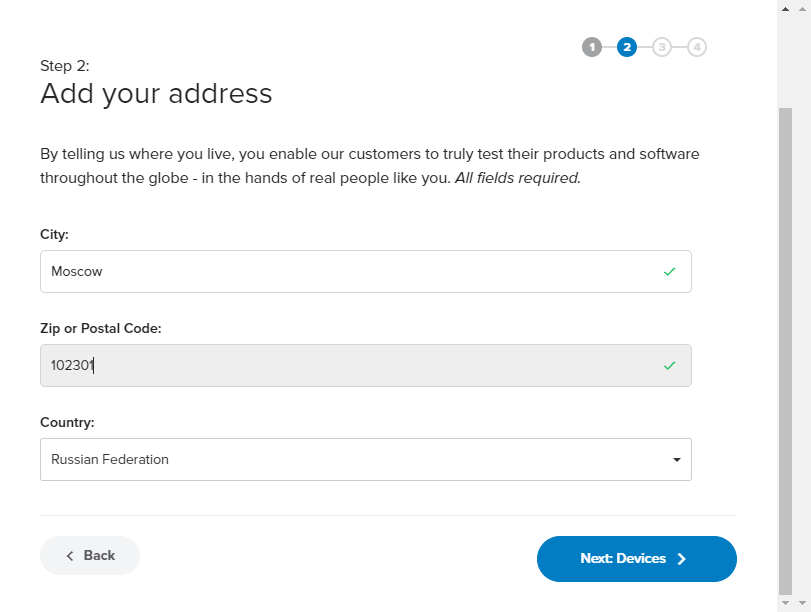 1 2 3 4
Step 2:
Add your address
By telling us where you live, you enable our customers to truly test their products and software
throughout the globe - in the hands of real people like you. All fields required.
City:
Moscow
Zip or Postal Code:
102301
Country:
Russian Federation
Back
Next: Devices